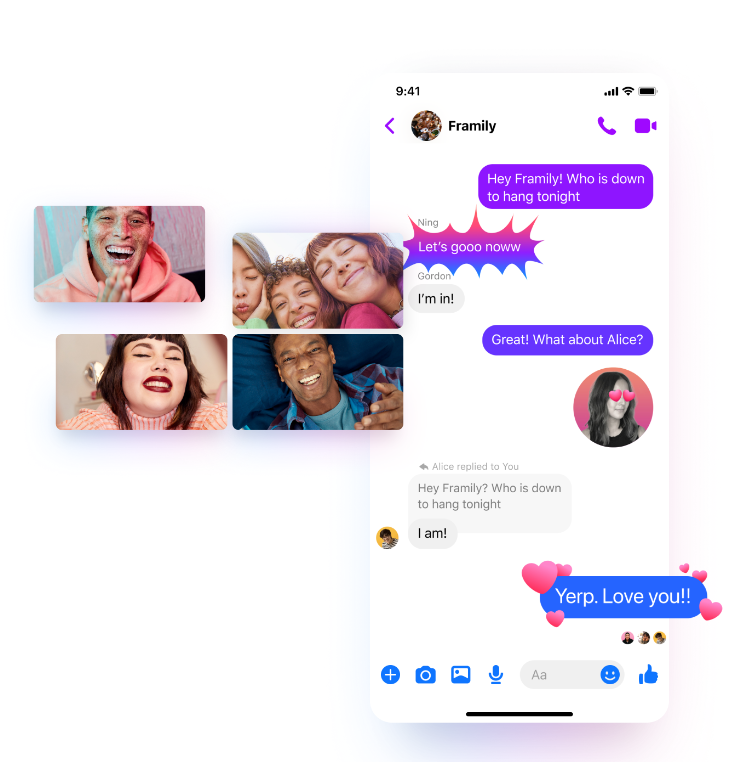 9:41
Framily
Hey Framily! Who is down
to hang tonight
Ning
Let's gooo noww
Gordon
I'm in!
Great! What about Alice?
Alice replied to You
Hey Framily? Who is down
to hang tonight
I am!
Yerp. Love you!!
Aa